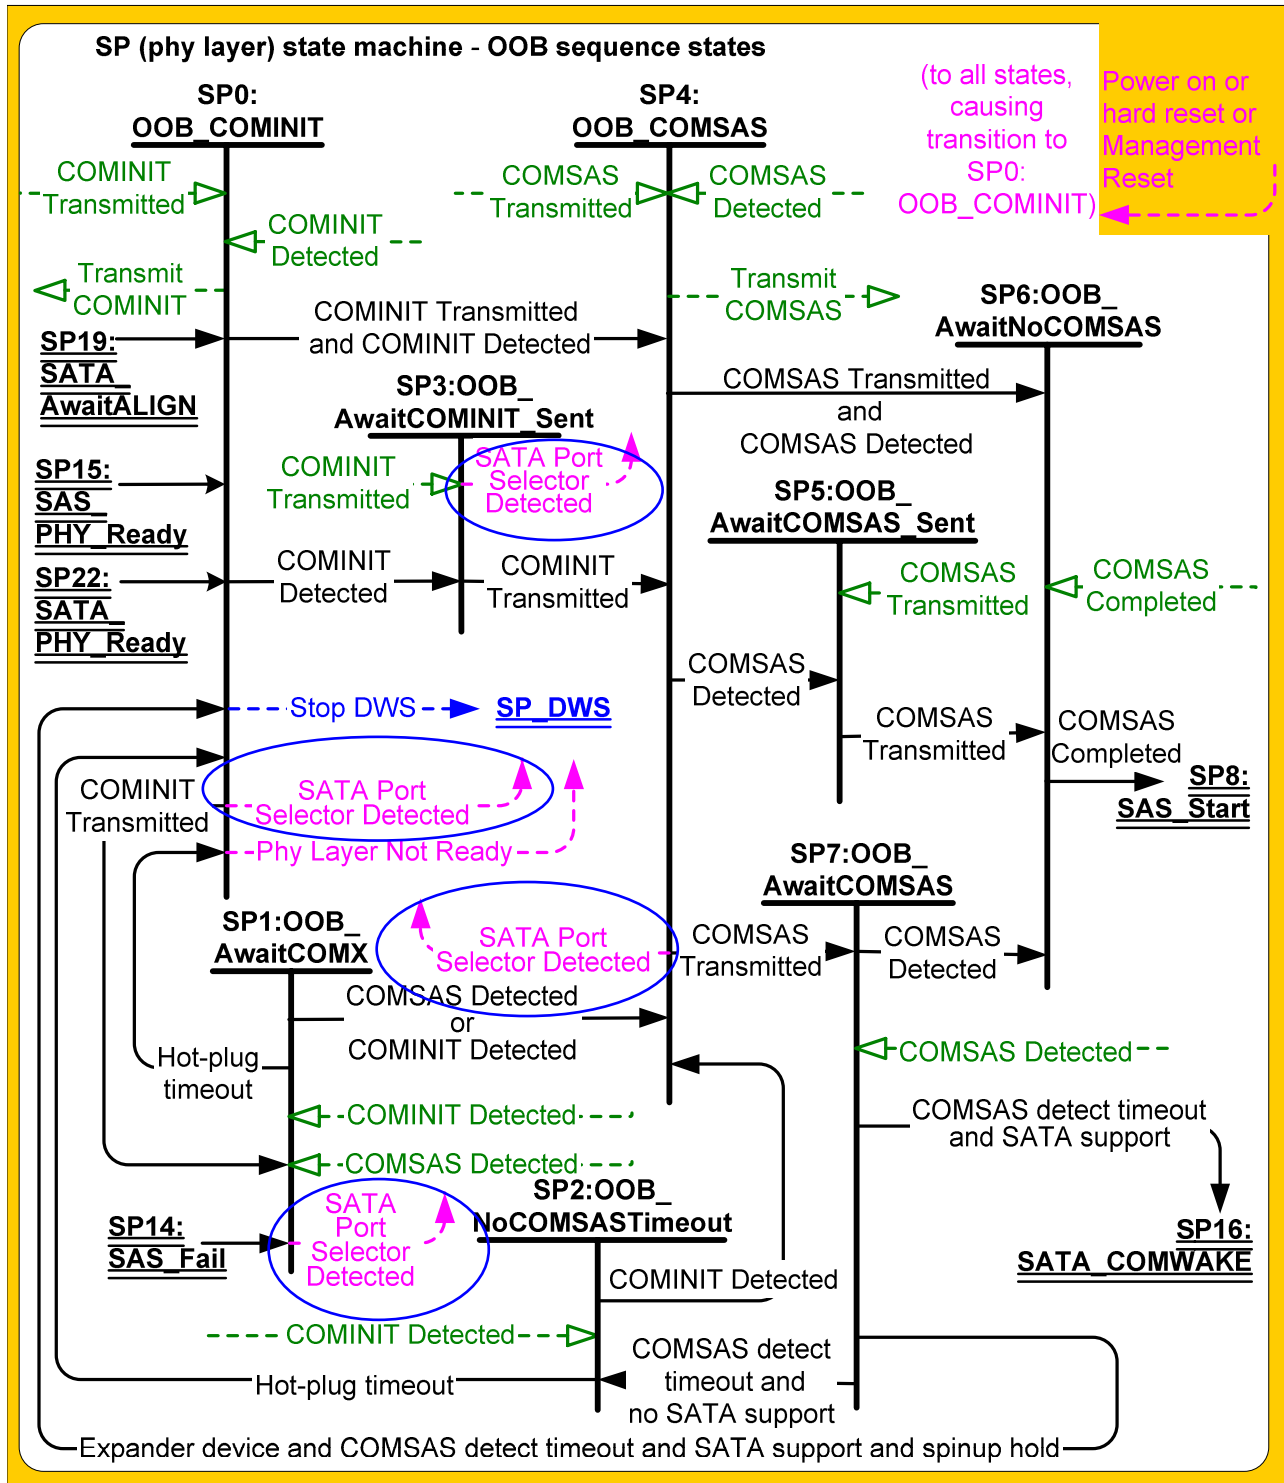 SP (phy layer) state machine - OOB sequence states
(to all states,
causing
transition to
SP0:
OOB_COMINIT)
Power on or
hard reset or
Management
Reset
SP0:
OOB_COMINIT
SP4:
OOB_COMSAS
COMINIT
Transmitted
COMSAS
Transmitted
COMSAS
Detected
COMINIT
Detected
Transmit
COMINIT
Transmit
COMSAS
SP6:OOB_
AwaitNoCOMSAS
COMINIT Transmitted
and COMINIT Detected
SP19:
SATA_
AwaitALIGN
SP3:OOB_
AwaitCOMINIT_Sent
COMSAS Transmitted
and
COMSAS Detected
SP15:
SAS_
PHY_Ready
COMINIT
Transmitted
SATA Port
Selector
Detected
SP5:OOB_
AwaitCOMSAS_Sent
SP22:
SATA_
PHY_Ready
COMINIT
Detected
COMINIT
Transmitted
COMSAS
Transmitted
COMSAS
Completed
COMSAS
Detected
Stop DWS
SP_DWS
COMSAS
Transmitted
COMSAS
Completed
COMINIT
Transmitted
SATA Port
Selector Detected
SP8:
SAS_Start
Phy Layer Not Ready
SP7:OOB_
AwaitCOMSAS
SP1:OOB_
AwaitCOMX
SATA Port
Selector Detected
COMSAS
Transmitted
COMSAS
Detected
COMSAS Detected
or
COMINIT Detected
Hot-plug
timeout
COMSAS Detected
COMINIT Detected
COMSAS detect timeout
and SATA support
COMSAS Detected
SP2:OOB_
NoCOMSASTimeout
SP14:
SAS_Fail
SATA
Port
Selector
Detected
SP16:
SATA_COMWAKE
COMINIT Detected
COMINIT Detected
COMSAS detect
timeout and
no SATA support
Hot-plug timeout
Expander device and COMSAS detect timeout and SATA support and spinup hold